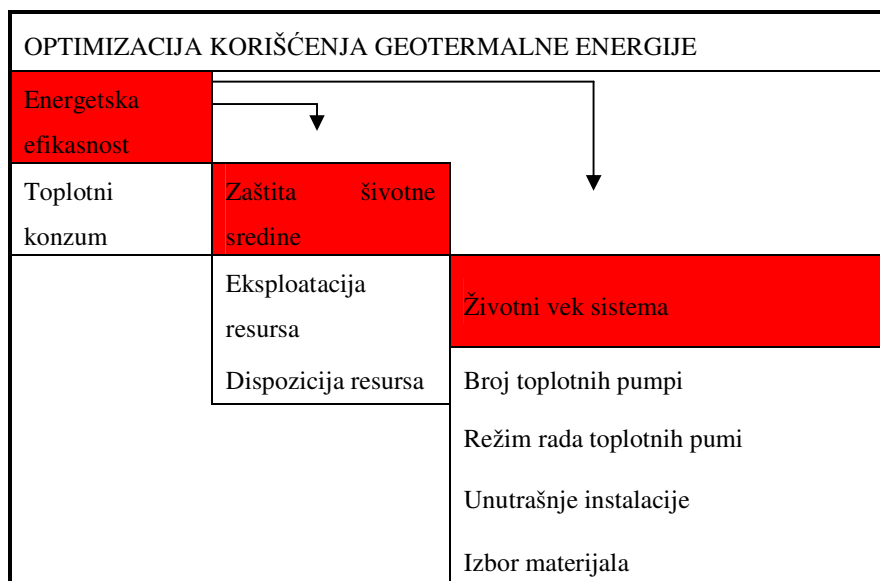 OPTIMIZACIJA KORIŠĆENJA GEOTERMALNE ENERGIJE
Energetska
efikasnost
Toplotni
konzum
Zaštita šivotne
sredine
Eksploatacija
resursa
Dispozicija resursa
Životni vek sistema
Broj toplotnih pumpi
Režim rada toplotnih pumi
Unutrašnje instalacije
Izbor materijala